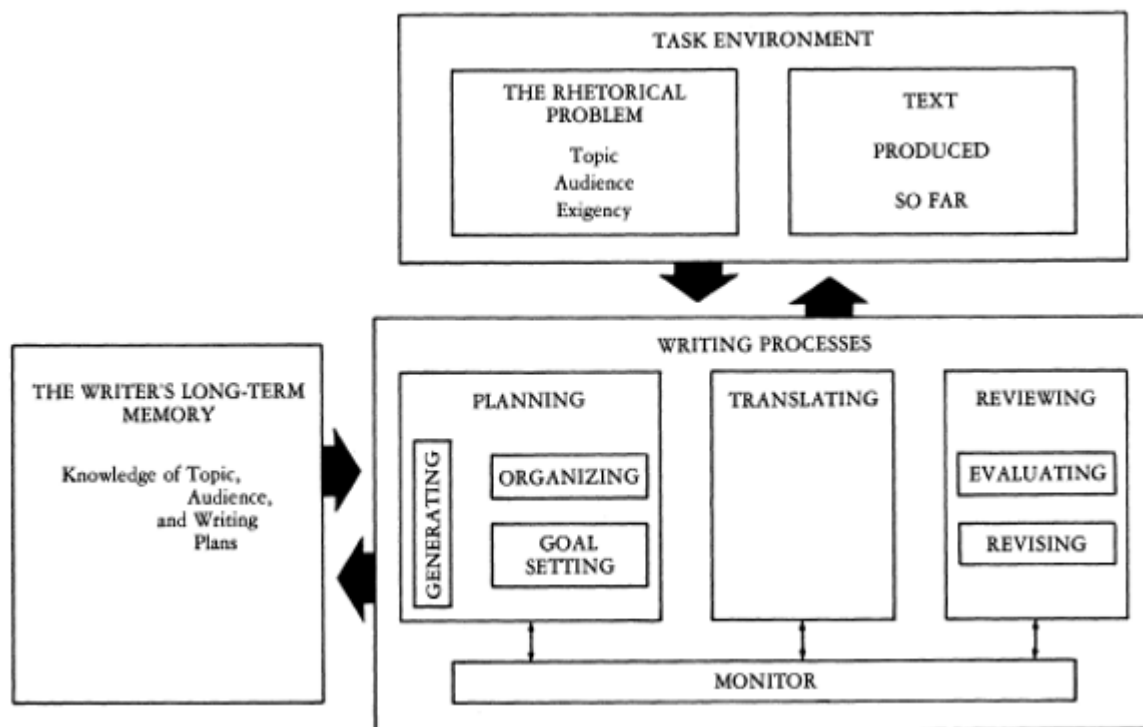 TASK ENVIRONMENT
THE RHETORICAL
PROBLEM
Topic
Audience
Exigency
TEXT
PRODUCED
SO FAR
THE WRITER'S LONG-TERM
MEMORY
Knowledge of Topic,
Audience,
and Writing
Plans
WRITING PROCESSES
PLANNING
GENERATING
ORGANIZING
GOAL
SETTING
TRANSLATING
REVIEWING
EVALUATING
REVISING
MONITOR